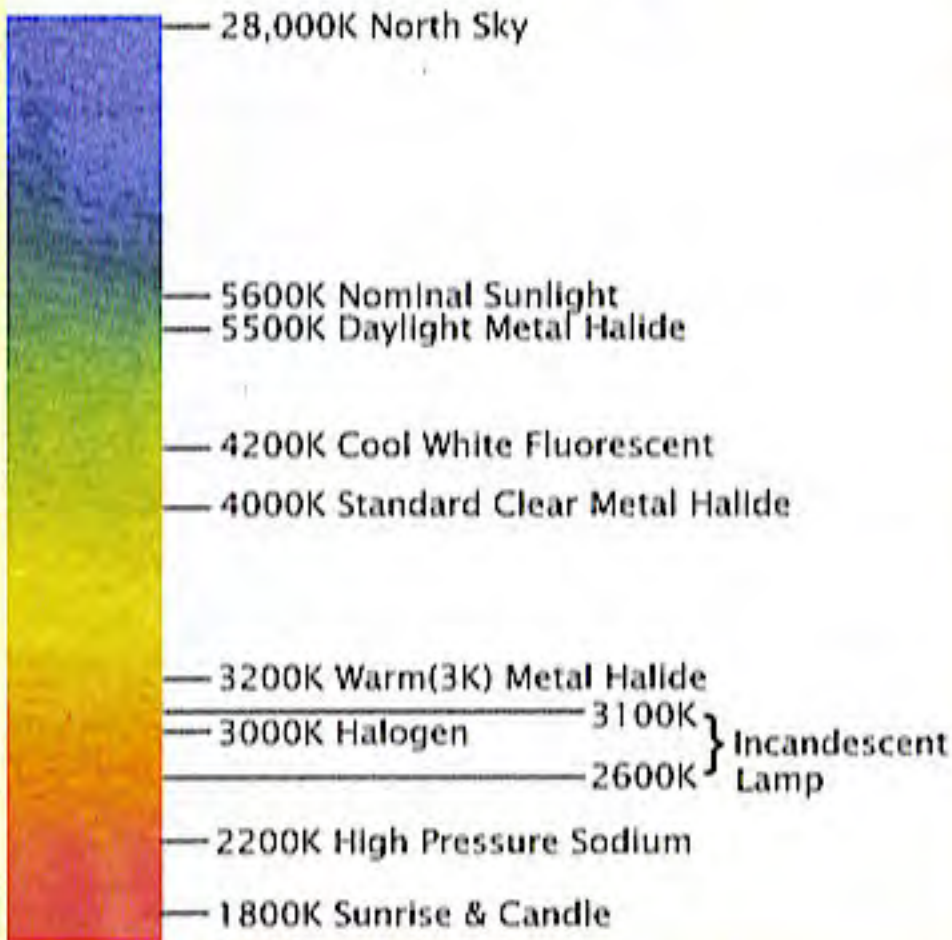 28,000K North Sky
5600K Nominal Sunlight
5500K Daylight Metal Halide
4200K Cool White Fluorescent
4000K Standard Clear Metal Halide
3200K Warm(3K) Metal Halide
3100K
3000K Halogen
Incandescent
2600K
Lamp
2200K High Pressure Sodium
1800K Sunrise & Candle